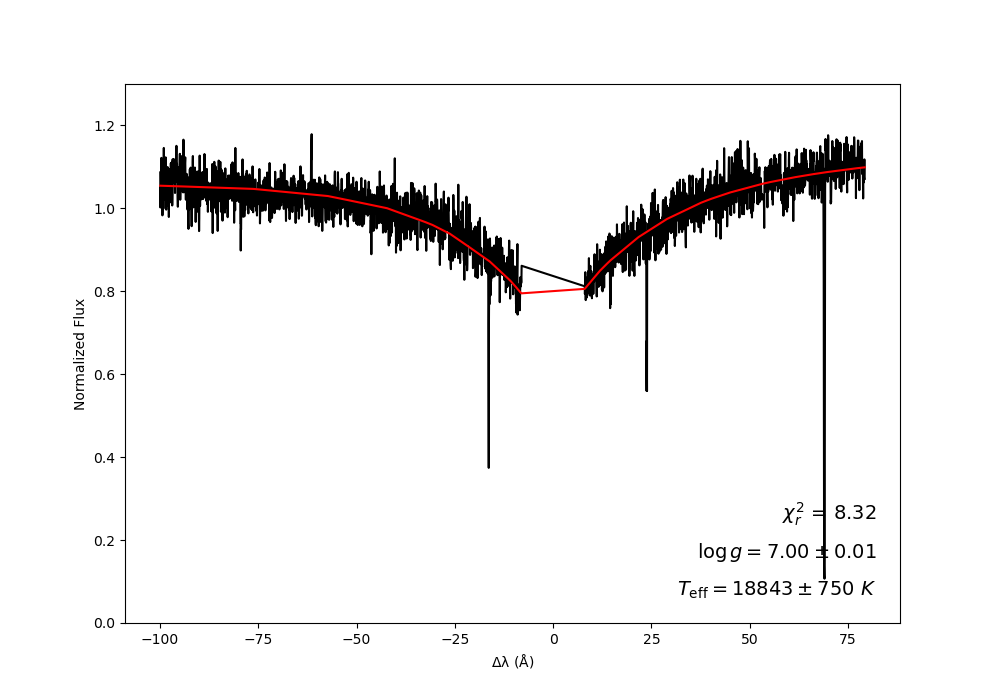 1.2
1.0
0.8
0.6
0.4
0.2
0.0
Normalized Flux
χ²ᵣ = 8.32
log g = 7.00 ± 0.01
T_eff = 18843 ± 750 K
−100 −75 −50 −25 0 25 50 75
Δλ (Å)